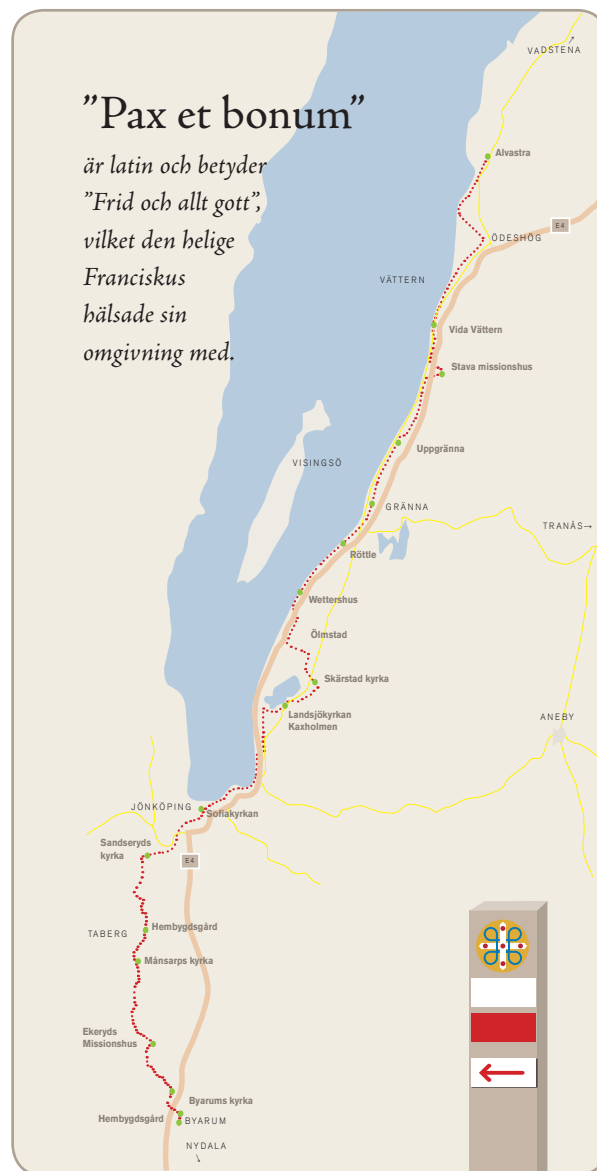 ”Pax et bonum”
är latin och betyder
”Frid och allt gott”,
vilket den helige
Franciskus
hälsade sin
omgivning med.
VADSTENA
Alvastra
E4
ÖDESHÖG
VÄTTERN
Vida Vättern
Stava missionshus
Uppgränna
VISINGSÖ
GRÄNNA
TRANÅS→
Röttle
Wettershus
Ölmstad
Skärstad kyrka
Landsjökyrkan
Kaxholmen
ANEBY
JÖNKÖPING
Sofiakyrkan
Sandseryds
kyrka
E4
Hembygdsgård
TABERG
Månsarps kyrka
Ekeryds
Missionshus
Byarums kyrka
Hembygdsgård
BYARUM
NYDALA